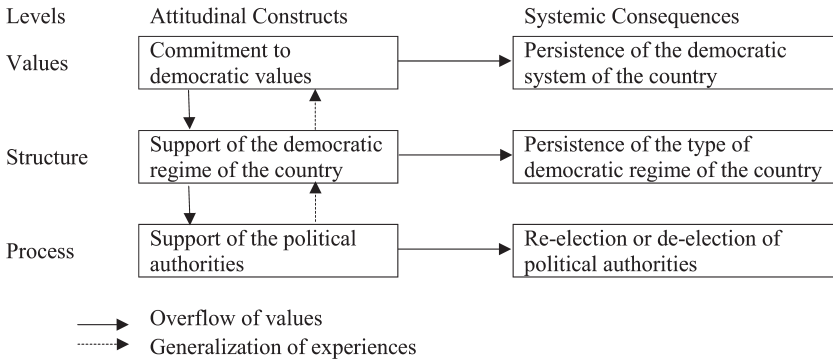 Levels Attitudinal Constructs Systemic Consequences
Values Commitment to democratic values Persistence of the democratic system of the country
Structure Support of the democratic regime of the country Persistence of the type of democratic regime of the country
Process Support of the political authorities Re-election or de-election of political authorities
Overflow of values
Generalization of experiences